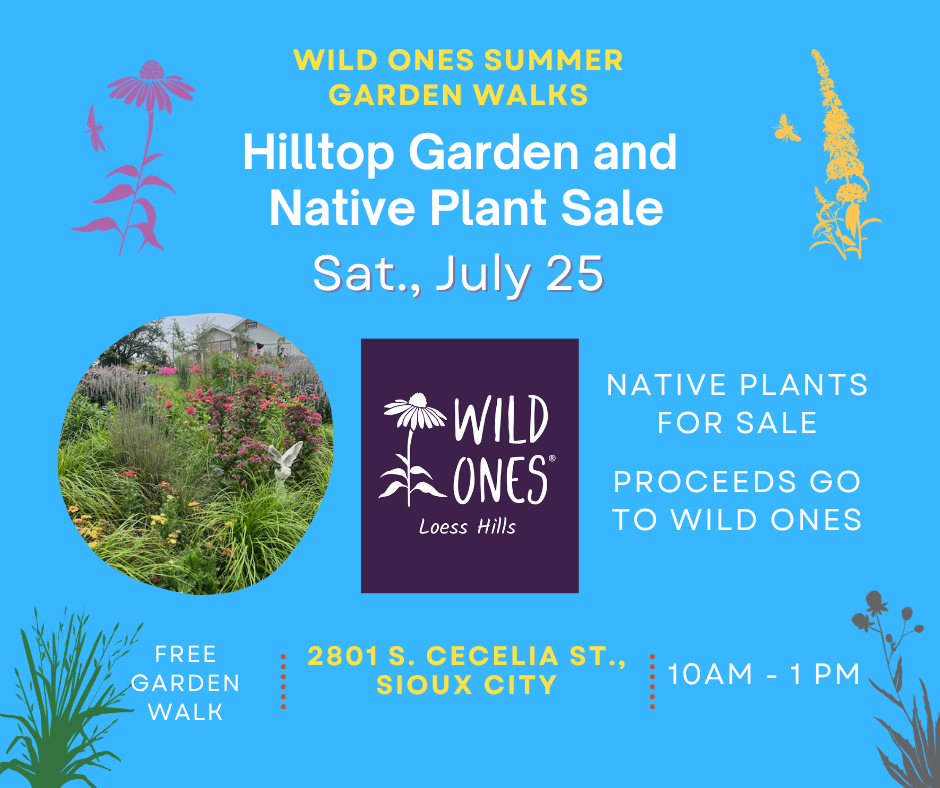 WILD ONES SUMMER
GARDEN WALKS
Hilltop Garden and
Native Plant Sale
Sat., July 25
WILD
ONES®
Loess Hills
NATIVE PLANTS
FOR SALE
PROCEEDS GO
TO WILD ONES
FREE
GARDEN
WALK
2801 S. CECELIA ST.,
SIOUX CITY
10AM - 1 PM